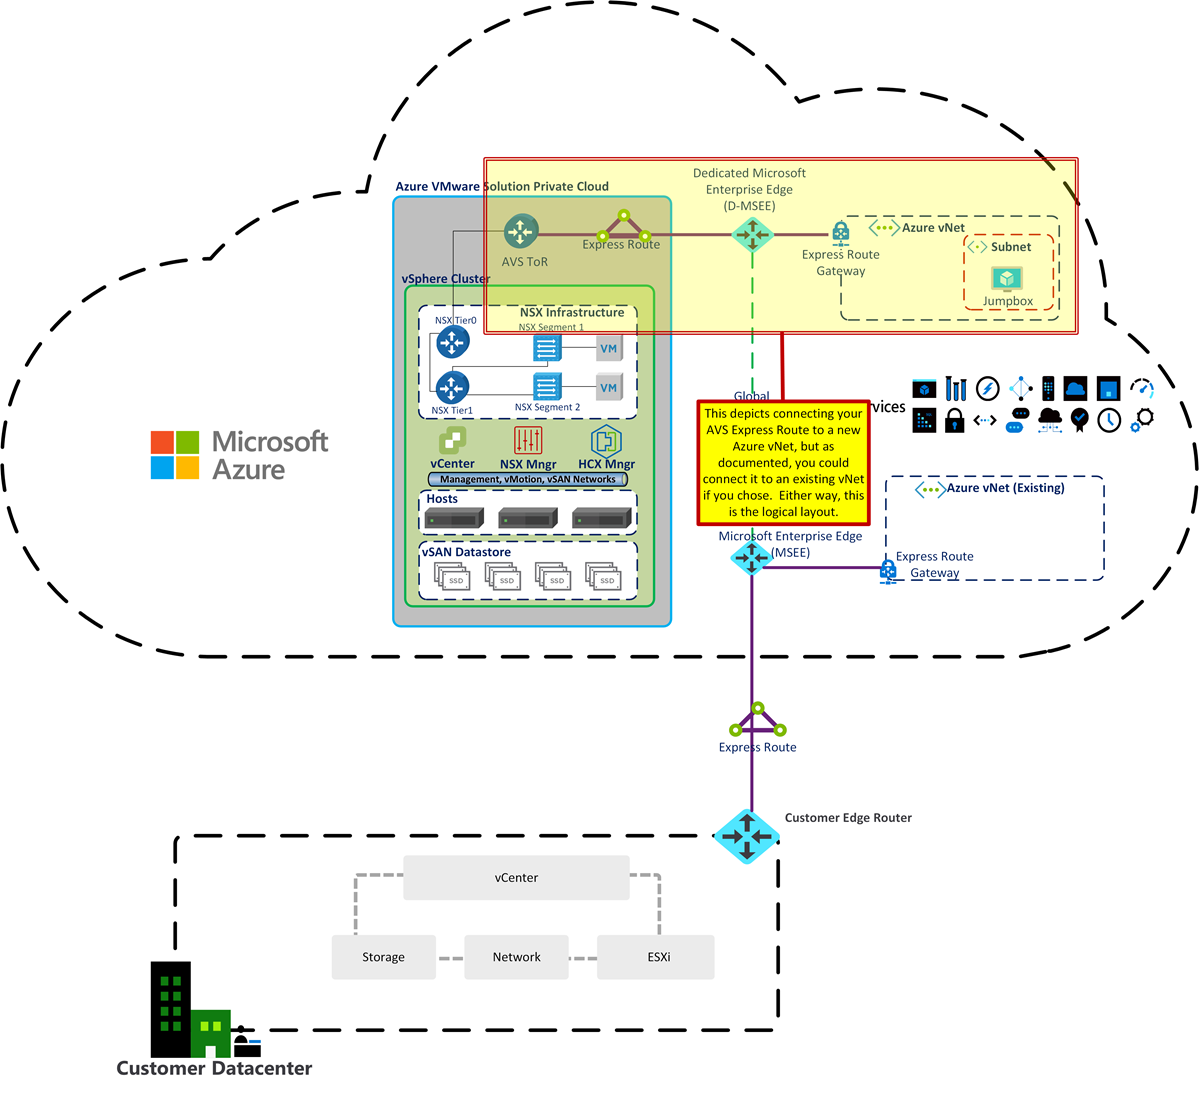 Dedicated Microsoft
Enterprise Edge
(D-MSEE)
Azure VMware Solution Private Cloud
Azure vNet
Subnet
Express Route
AVS ToR
Express Route
Gateway
Jumpbox
vSphere Cluster
NSX Infrastructure
NSX Tier0
NSX Segment 1
VM
VM
NSX Tier1
NSX Segment 2
Global
vices
This depicts connecting your
AVS Express Route to a new
Azure vNet, but as
documented, you could
connect it to an existing vNet
if you chose.  Either way, this
is the logical layout.
Microsoft
Azure
vCenter
NSX Mngr
HCX Mngr
Management, vMotion, vSAN Networks
Hosts
Azure vNet (Existing)
Microsoft Enterprise Edge
(MSEE)
Express Route
Gateway
vSAN Datastore
SSD
SSD
SSD
SSD
Express Route
Customer Edge Router
vCenter
Storage
Network
ESXi
Customer Datacenter